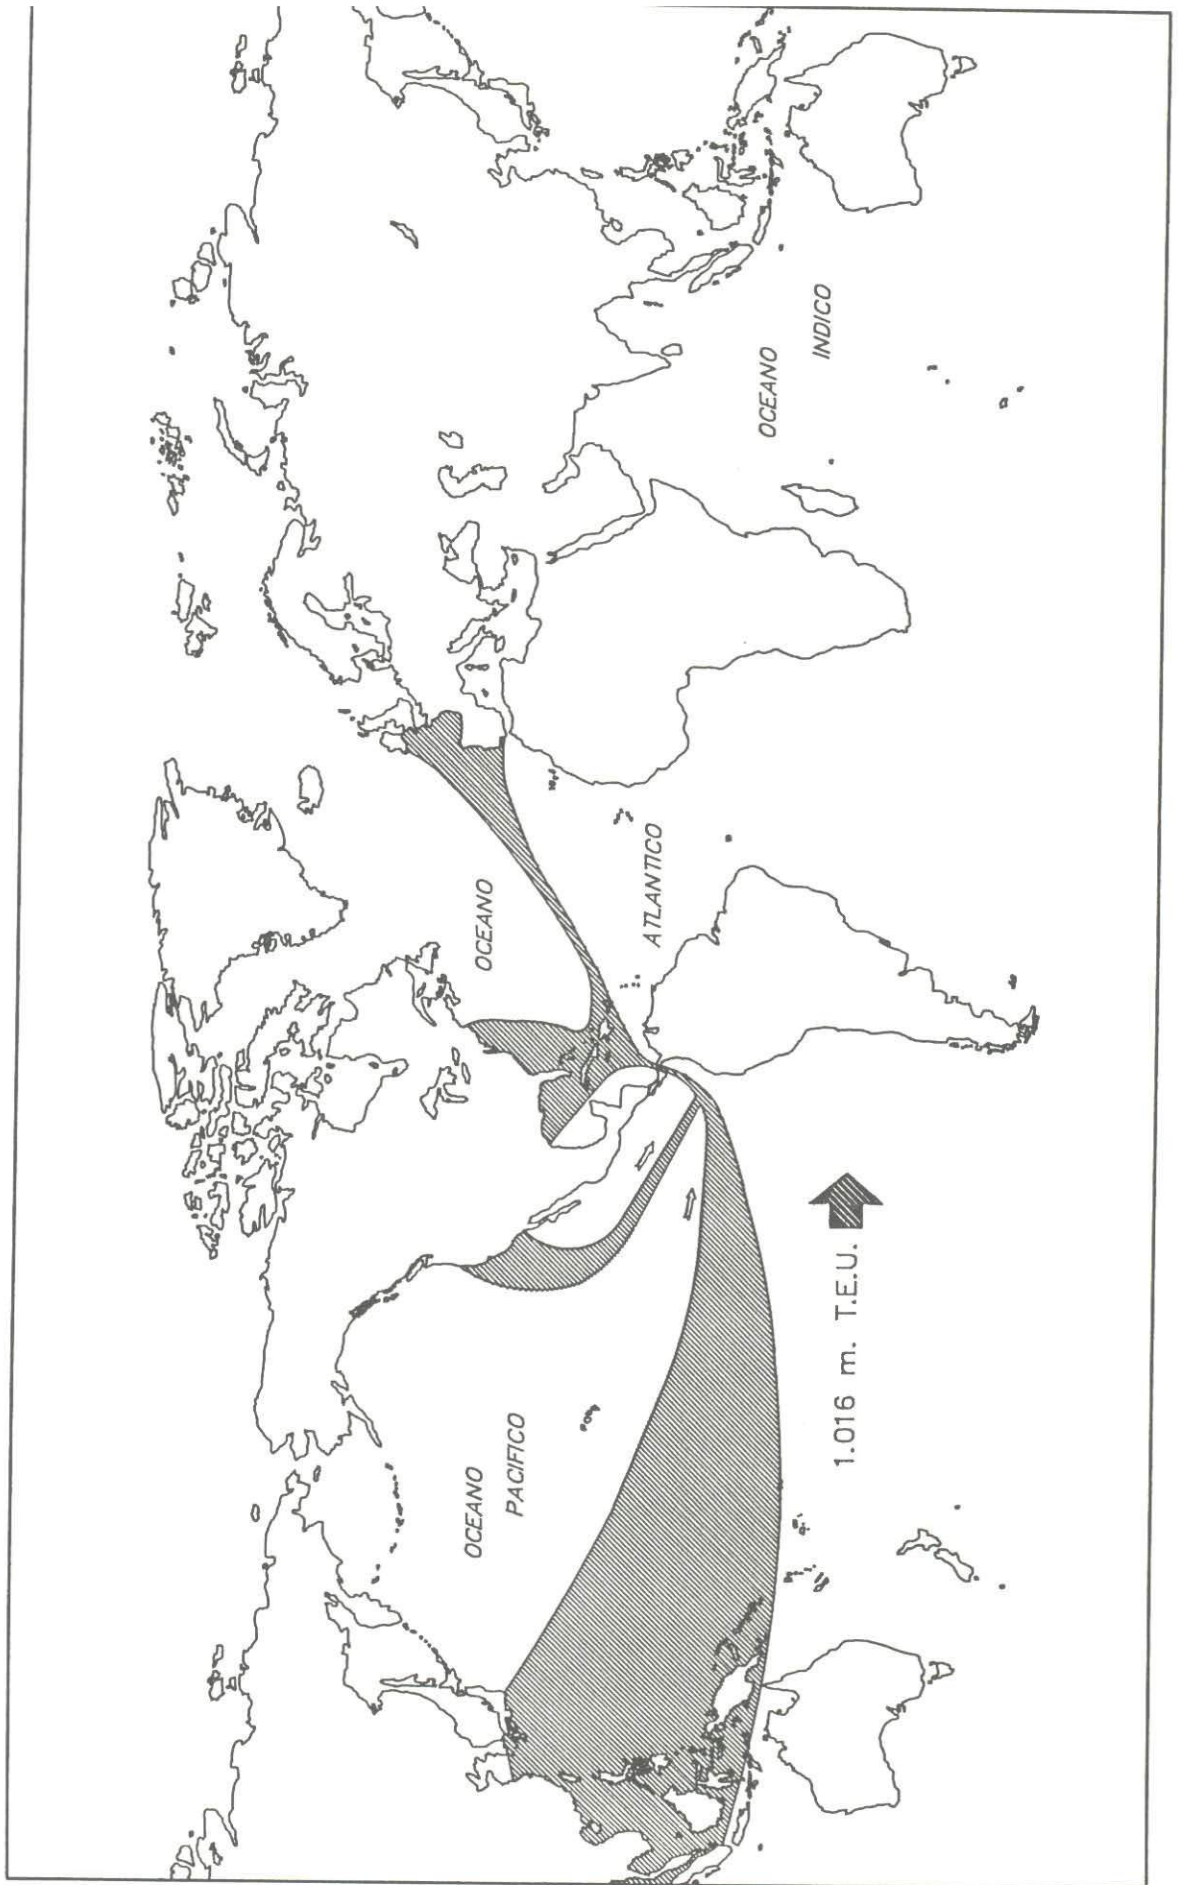 OCEANO
PACIFICO
OCEANO
ATLANTICO
OCEANO
INDICO
1.016 m. T.E.U.